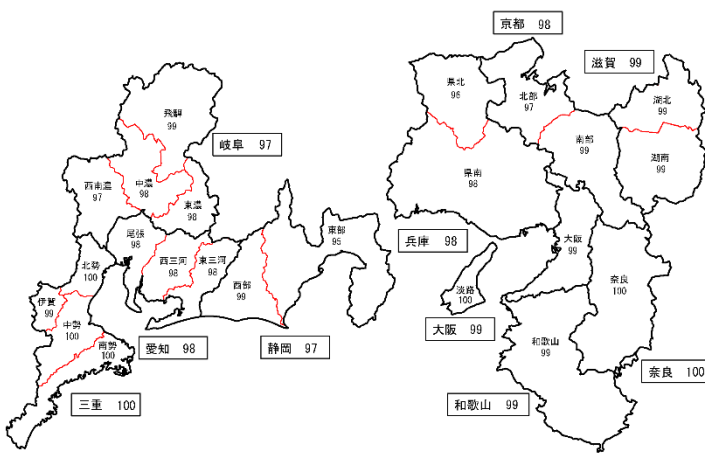 京都 98
滋賀 99
県北
96
北部
97
湖北
99
飛騨
99
岐阜 97
南部
99
湖南
99
県南
98
西南濃
97
中濃
98
東濃
98
尾張
98
西三河
98
東三河
98
東部
95
兵庫 98
大阪
99
北勢
100
西部
99
淡路
100
奈良
100
伊賀
99
中勢
100
南勢
100
愛知 98
静岡 97
大阪 99
和歌山
99
奈良 100
三重 100
和歌山 99